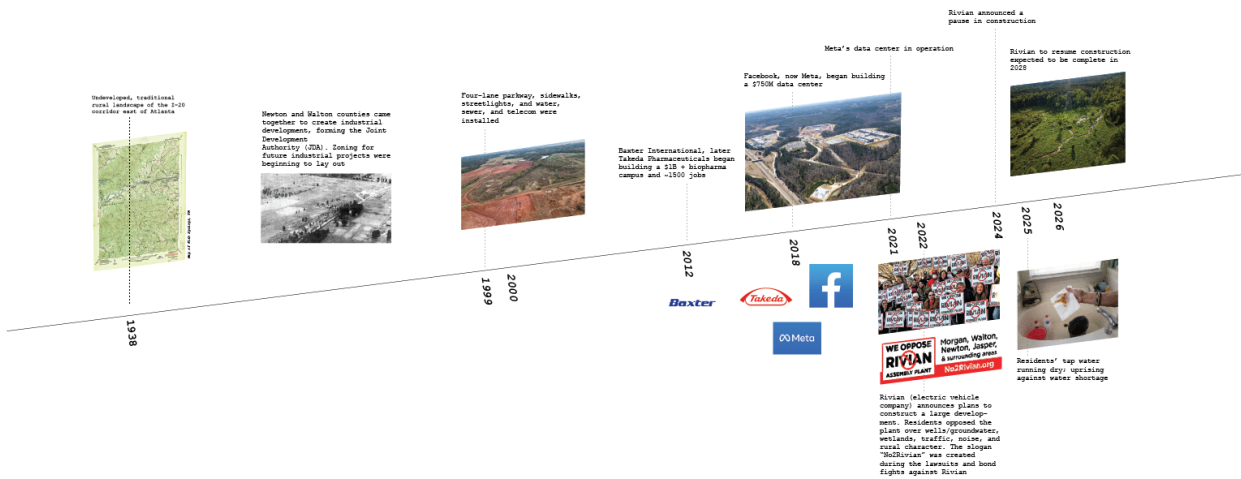 Rivian announced a
pause in construction
Meta's data center in operation
Rivian to resume construction
expected to be complete in
2028
Facebook, now Meta, began building
a $750M data center
Undeveloped, traditional
rural landscape of the I-20
corridor east of Atlanta
Four-lane parkway, sidewalks,
streetlights, and water,
sewer, and telecom were
installed
Newton and Walton counties came
together to create industrial
development, forming the Joint
Development
Authority (JDA). Zoning for
future industrial projects were
beginning to lay out
Baxter International, later
Takeda Pharmaceuticals began
building a $1B + biopharma
campus and ~1500 jobs
1938
1999
2000
2012
2018
2021
2022
2024
2025
2026
Baxter
Takeda
f
Meta
WE OPPOSE
RIVIAN
ASSEMBLY PLANT
Morgan, Walton,
Newton, Jasper,
& surrounding areas
No2Rivian.org
Residents' tap water
running dry; uprising
against water shortage
Rivian (electric vehicle
company) announces plans to
construct a large develop-
ment. Residents opposed the
plant over wells/groundwater,
wetlands, traffic, noise, and
rural character. The slogan
"No2Rivian" was created
during the lawsuits and bond
fights against Rivian